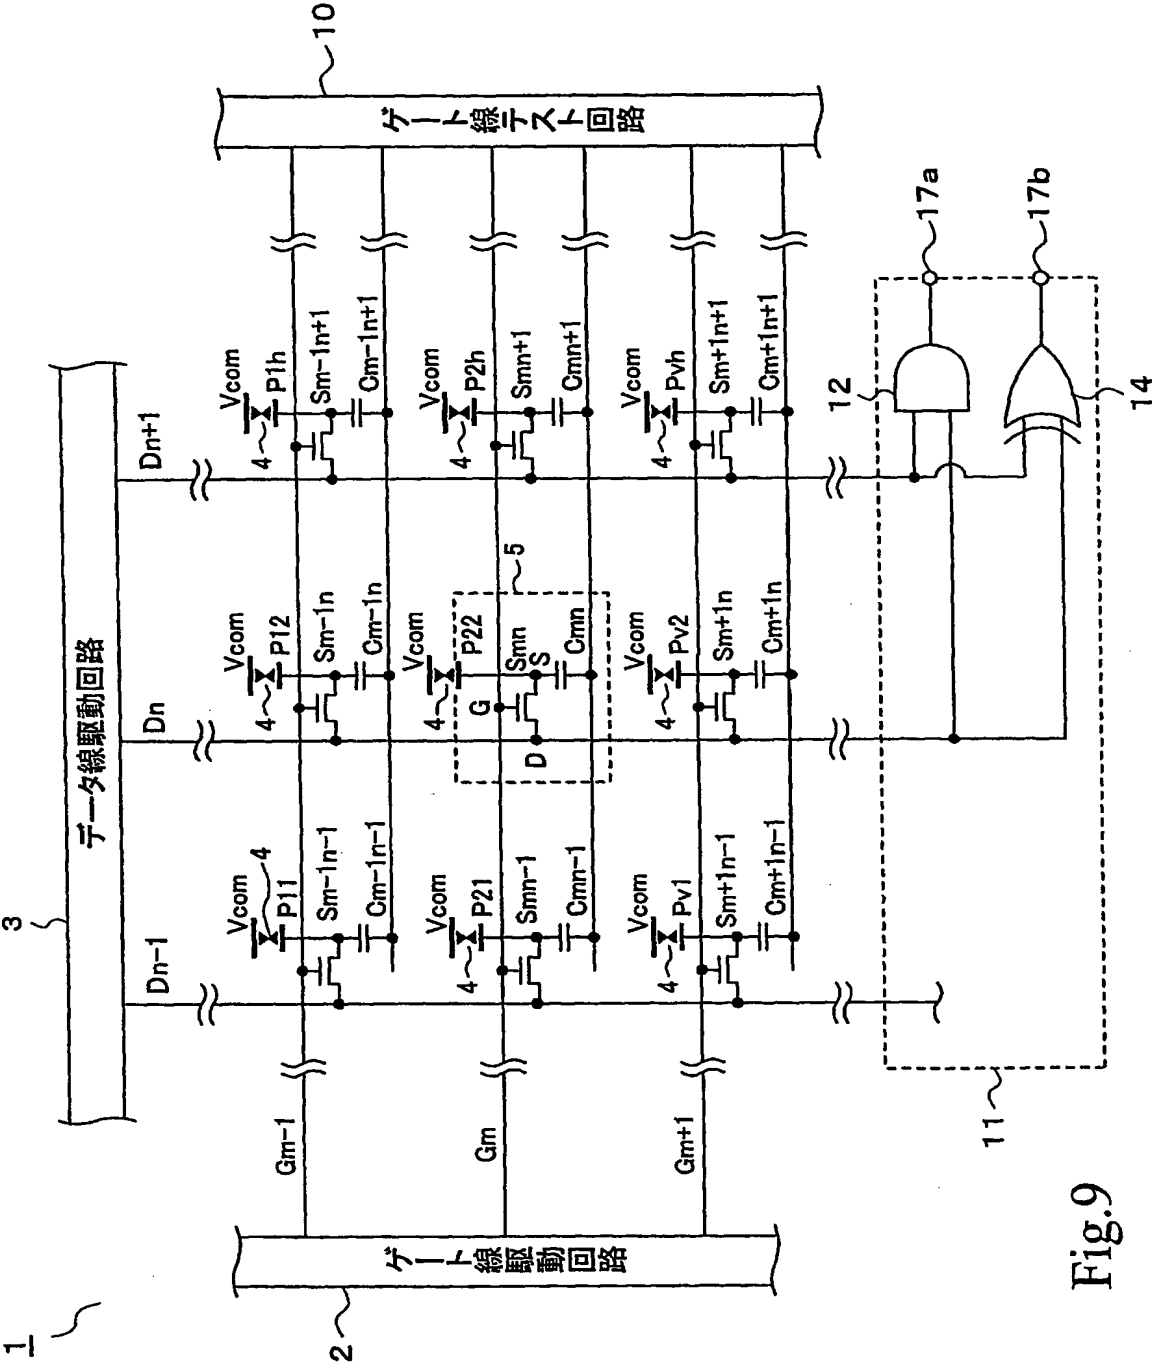 1
3
データ線駆動回路
2
ゲート線駆動回路
10
ゲート線テスト回路
Dn-1
Dn
Dn+1
Gm-1
Vcom
4
P11
Sm-1n-1
Cm-1n-1
Vcom
4
P12
Sm-1n
Cm-1n
Vcom
4
P1h
Sm-1n+1
Cm-1n+1
Gm
Vcom
4
P21
Smn-1
Cmn-1
Vcom
4
P22
G
Smn
S
D
Cmn
5
Vcom
4
P2h
Smn+1
Cmn+1
Gm+1
Vcom
4
Pv1
Sm+1n-1
Cm+1n-1
Vcom
4
Pv2
Sm+1n
Cm+1n
Vcom
4
Pvh
Sm+1n+1
Cm+1n+1
11
12
14
17a
17b
Fig.9